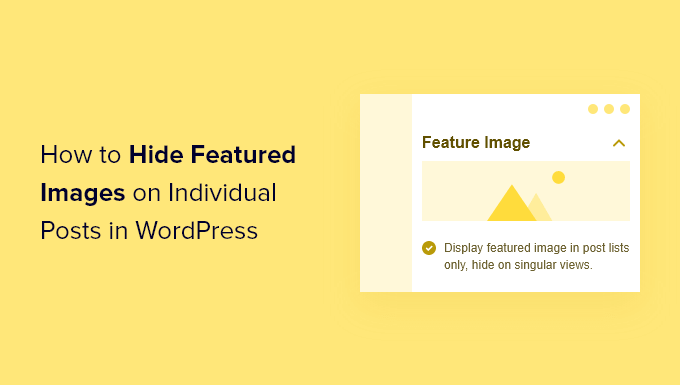 How to Hide Featured
Images on Individual
Posts in WordPress
Feature Image
Display featured image in post lists
only, hide on singular views.